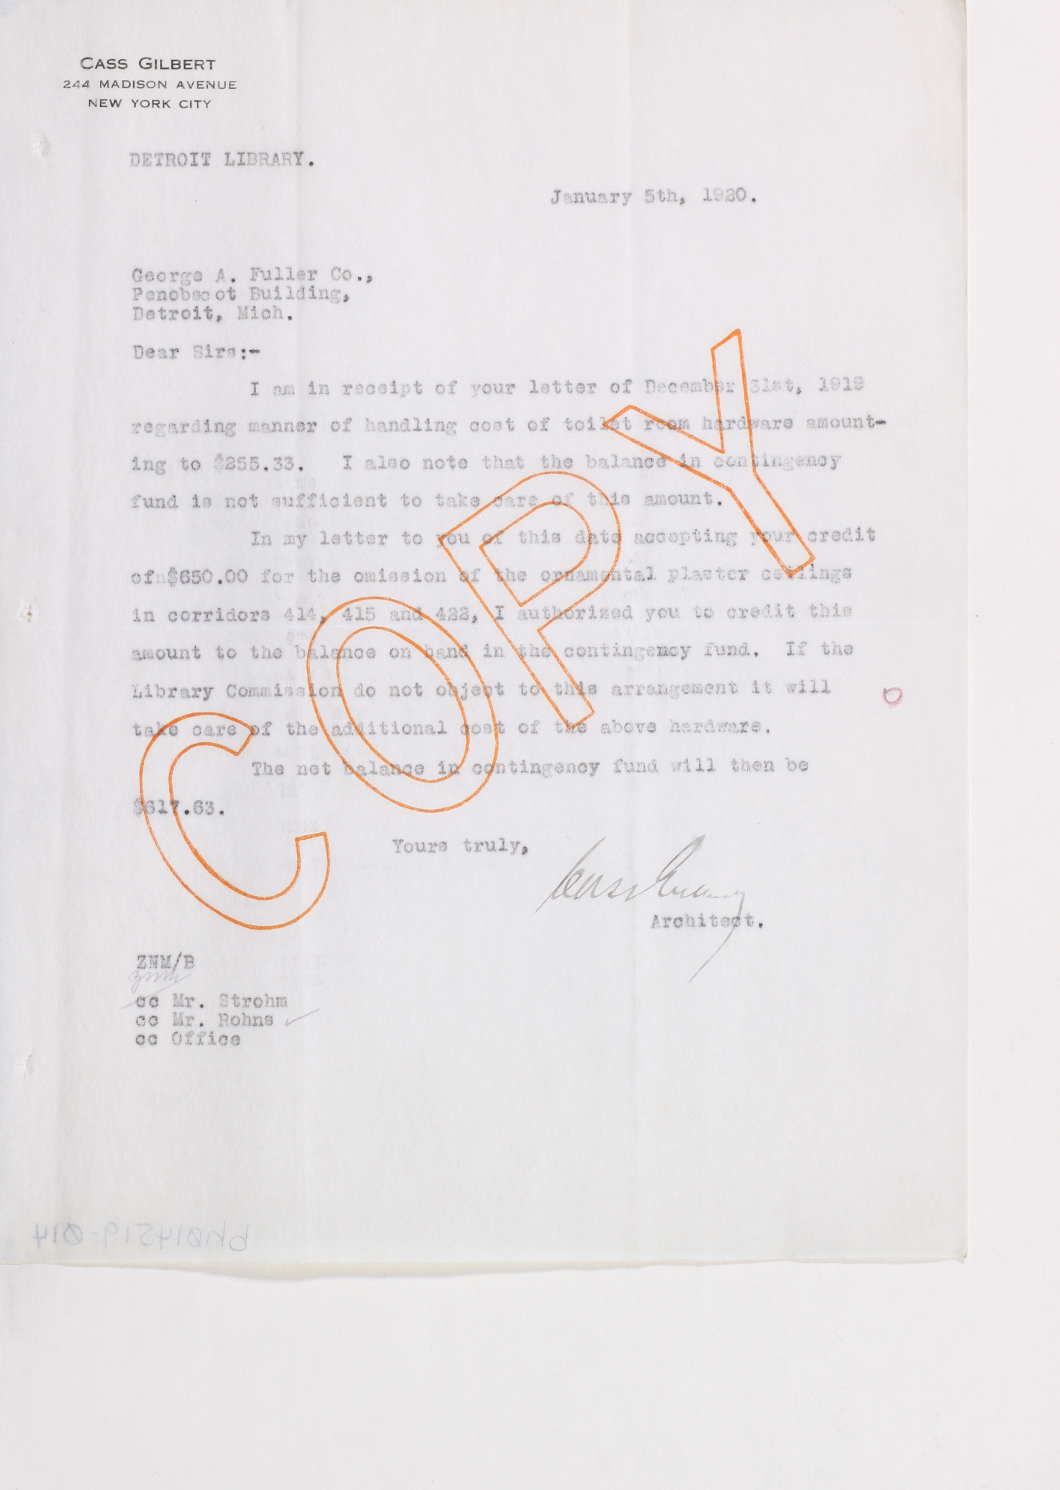 CASS GILBERT
244 MADISON AVENUE
NEW YORK CITY
DETROIT LIBRARY.
January 5th, 1920.
George A. Fuller Co.,
Penobscot Building,
Detroit, Mich.
Dear Sirs:-
I am in receipt of your letter of December 31st, 1919
regarding manner of handling cost of toilet room hardware amount-
ing to $255.33. I also note that the balance in contingency
fund is not sufficient to take care of this amount.
In my letter to you of this date accepting your credit
of $650.00 for the omission of the ornamental plaster ceilings
in corridors 414, 415 and 422, I authorized you to credit this
amount to the balance on hand in the contingency fund. If the
Library Commission do not object to this arrangement it will
take care of the additional cost of the above hardware.
The net balance in contingency fund will then be
$617.63.
Yours truly,
Cass Gilbert
Architect.
ZNM/B
znm
cc Mr. Strohm
cc Mr. Rohns
cc Office
COPY